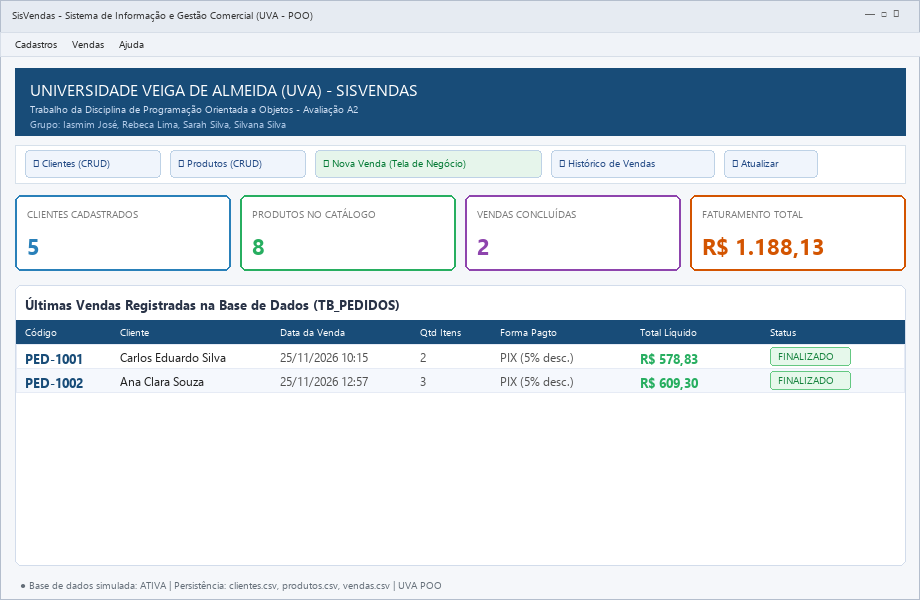 SisVendas - Sistema de Informação e Gestão Comercial (UVA - POO)
Cadastros Vendas Ajuda
UNIVERSIDADE VEIGA DE ALMEIDA (UVA) - SISVENDAS
Trabalho da Disciplina de Programação Orientada a Objetos - Avaliação A2
Grupo: Iasmim José, Rebeca Lima, Sarah Silva, Silvana Silva
Clientes (CRUD) Produtos (CRUD) Nova Venda (Tela de Negócio) Histórico de Vendas Atualizar
CLIENTES CADASTRADOS PRODUTOS NO CATÁLOGO VENDAS CONCLUÍDAS FATURAMENTO TOTAL
5 8 2 R$ 1.188,13
Últimas Vendas Registradas na Base de Dados (TB_PEDIDOS)
Código Cliente Data da Venda Qtd Itens Forma Pagto Total Líquido Status
PED-1001 Carlos Eduardo Silva 25/11/2026 10:15 2 PIX (5% desc.) R$ 578,83 FINALIZADO
PED-1002 Ana Clara Souza 25/11/2026 12:57 3 PIX (5% desc.) R$ 609,30 FINALIZADO
● Base de dados simulada: ATIVA | Persistência: clientes.csv, produtos.csv, vendas.csv | UVA POO